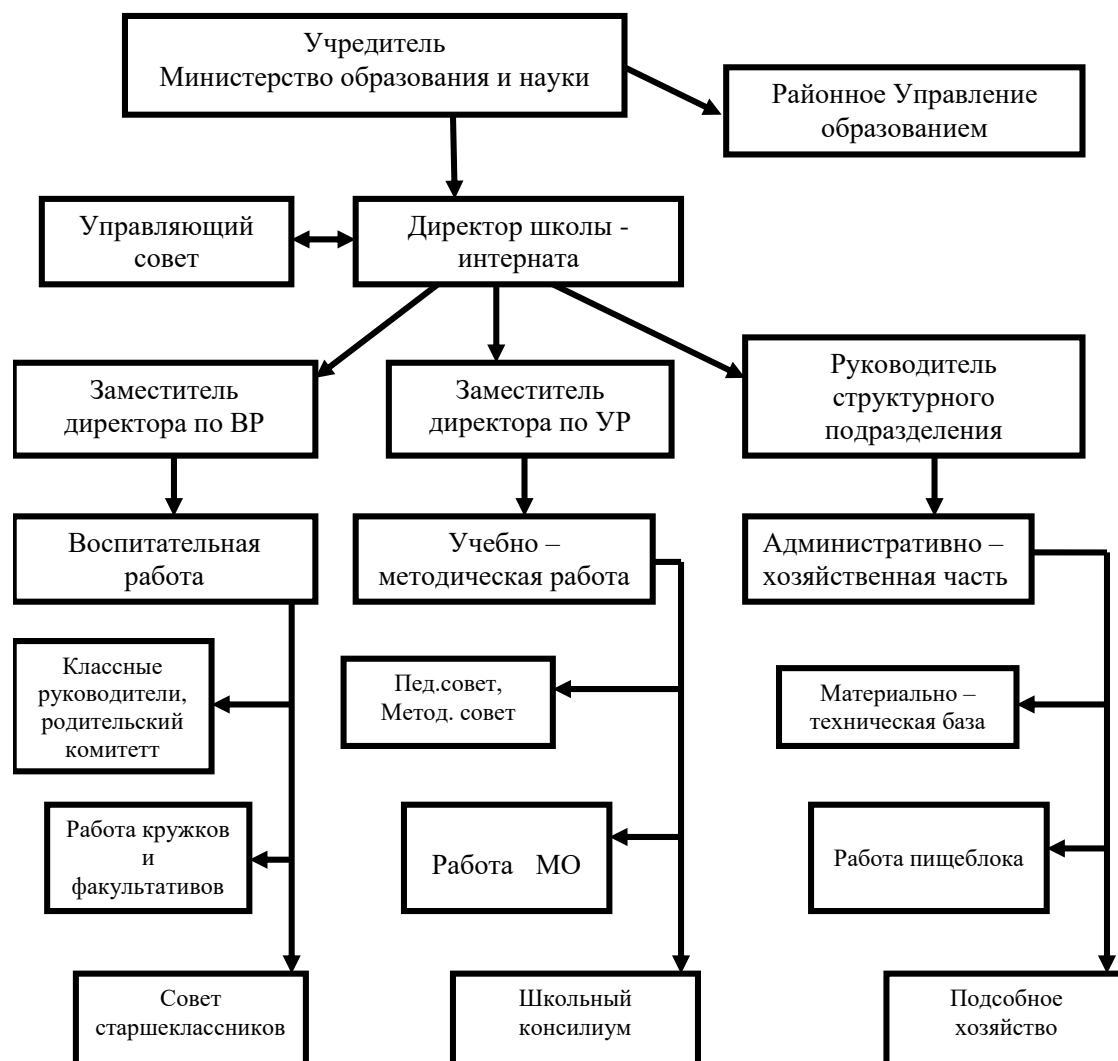 Учредитель
Министерство образования и науки
Районное Управление
образованием
Управляющий
совет
Директор школы -
интерната
Заместитель
директора по ВР
Заместитель
директора по УР
Руководитель
структурного
подразделения
Воспитательная
работа
Учебно –
методическая работа
Административно –
хозяйственная часть
Классные
руководители,
родительский
комитетт
Пед.совет,
Метод. совет
Материально –
техническая база
Работа кружков
и
факультативов
Работа МО
Работа пищеблока
Совет
старшеклассников
Школьный
консилиум
Подсобное
хозяйство